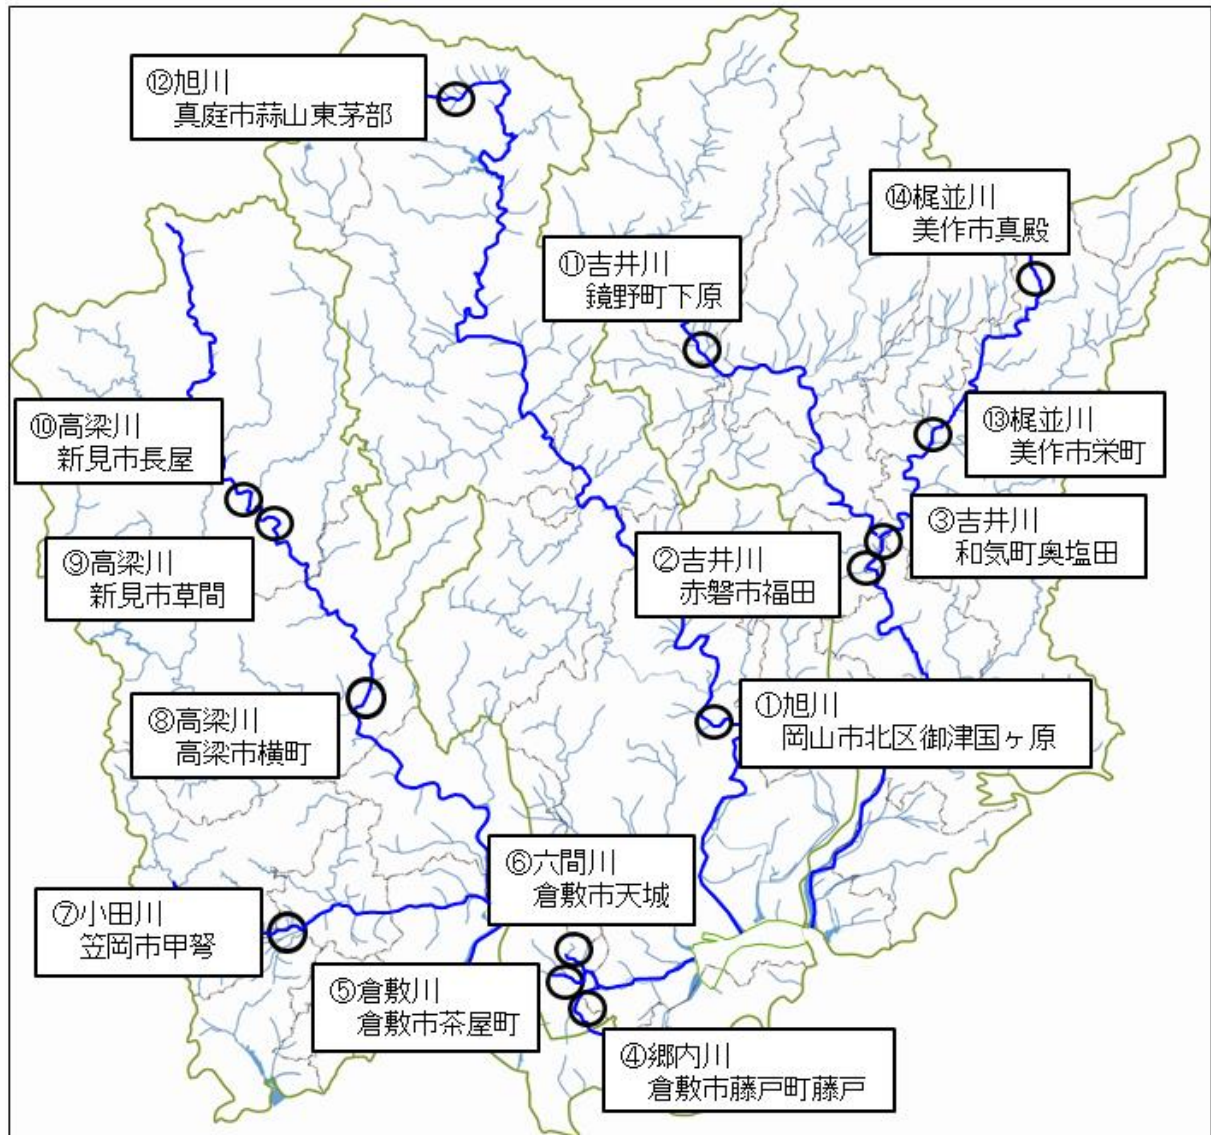 ⑫旭川
真庭市蒜山東茅部
⑭梶並川
美作市真殿
⑪吉井川
鏡野町下原
⑩高梁川
新見市長屋
⑬梶並川
美作市栄町
③吉井川
和気町奥塩田
②吉井川
赤磐市福田
⑨高梁川
新見市草間
⑧高梁川
高梁市横町
①旭川
岡山市北区御津国ヶ原
⑥六間川
倉敷市天城
⑦小田川
笠岡市甲弩
⑤倉敷川
倉敷市茶屋町
④郷内川
倉敷市藤戸町藤戸